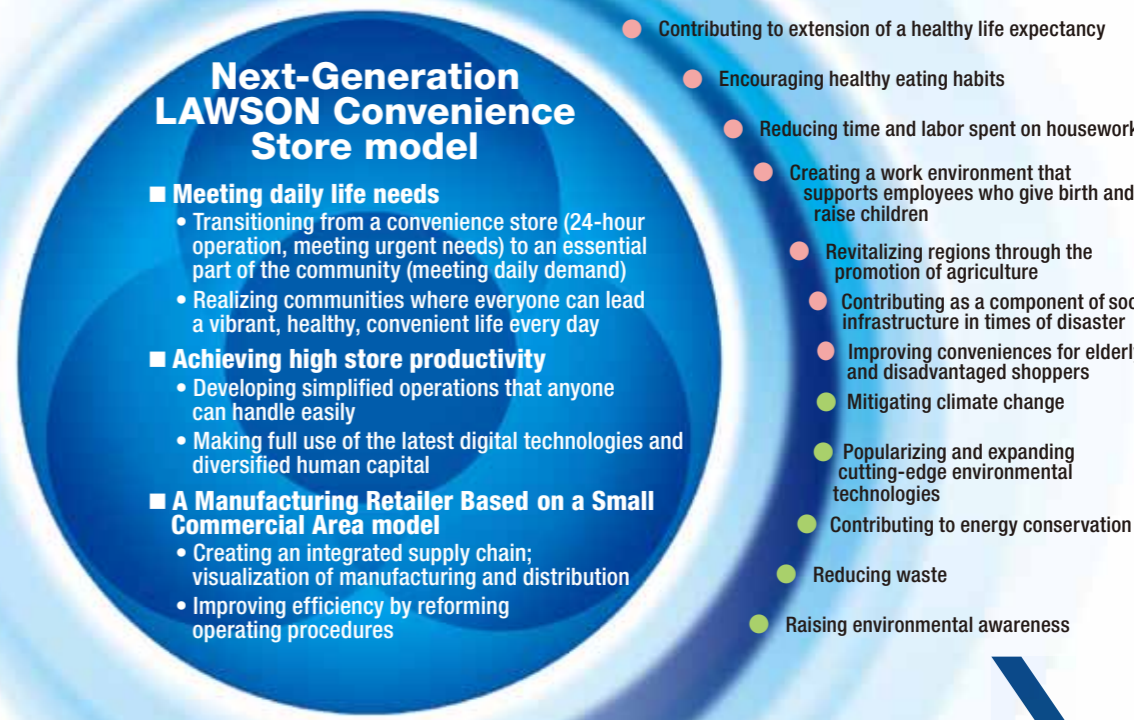 Next-Generation
LAWSON Convenience
Store model
■ Meeting daily life needs
• Transitioning from a convenience store (24-hour
operation, meeting urgent needs) to an essential
part of the community (meeting daily demand)
• Realizing communities where everyone can lead
a vibrant, healthy, convenient life every day
■ Achieving high store productivity
• Developing simplified operations that anyone
can handle easily
• Making full use of the latest digital technologies and
diversified human capital
■ A Manufacturing Retailer Based on a Small
Commercial Area model
• Creating an integrated supply chain;
visualization of manufacturing and distribution
• Improving efficiency by reforming
operating procedures
Contributing to extension of a healthy life expectancy
Encouraging healthy eating habits
Reducing time and labor spent on housework
Creating a work environment that
supports employees who give birth and
raise children
Revitalizing regions through the
promotion of agriculture
Contributing as a component of
infrastructure in times of disaster
Improving conveniences for elderly
and disadvantaged shoppers
Mitigating climate change
Popularizing and expanding
cutting-edge environmental
technologies
Contributing to energy conservation
Reducing waste
Raising environmental awareness